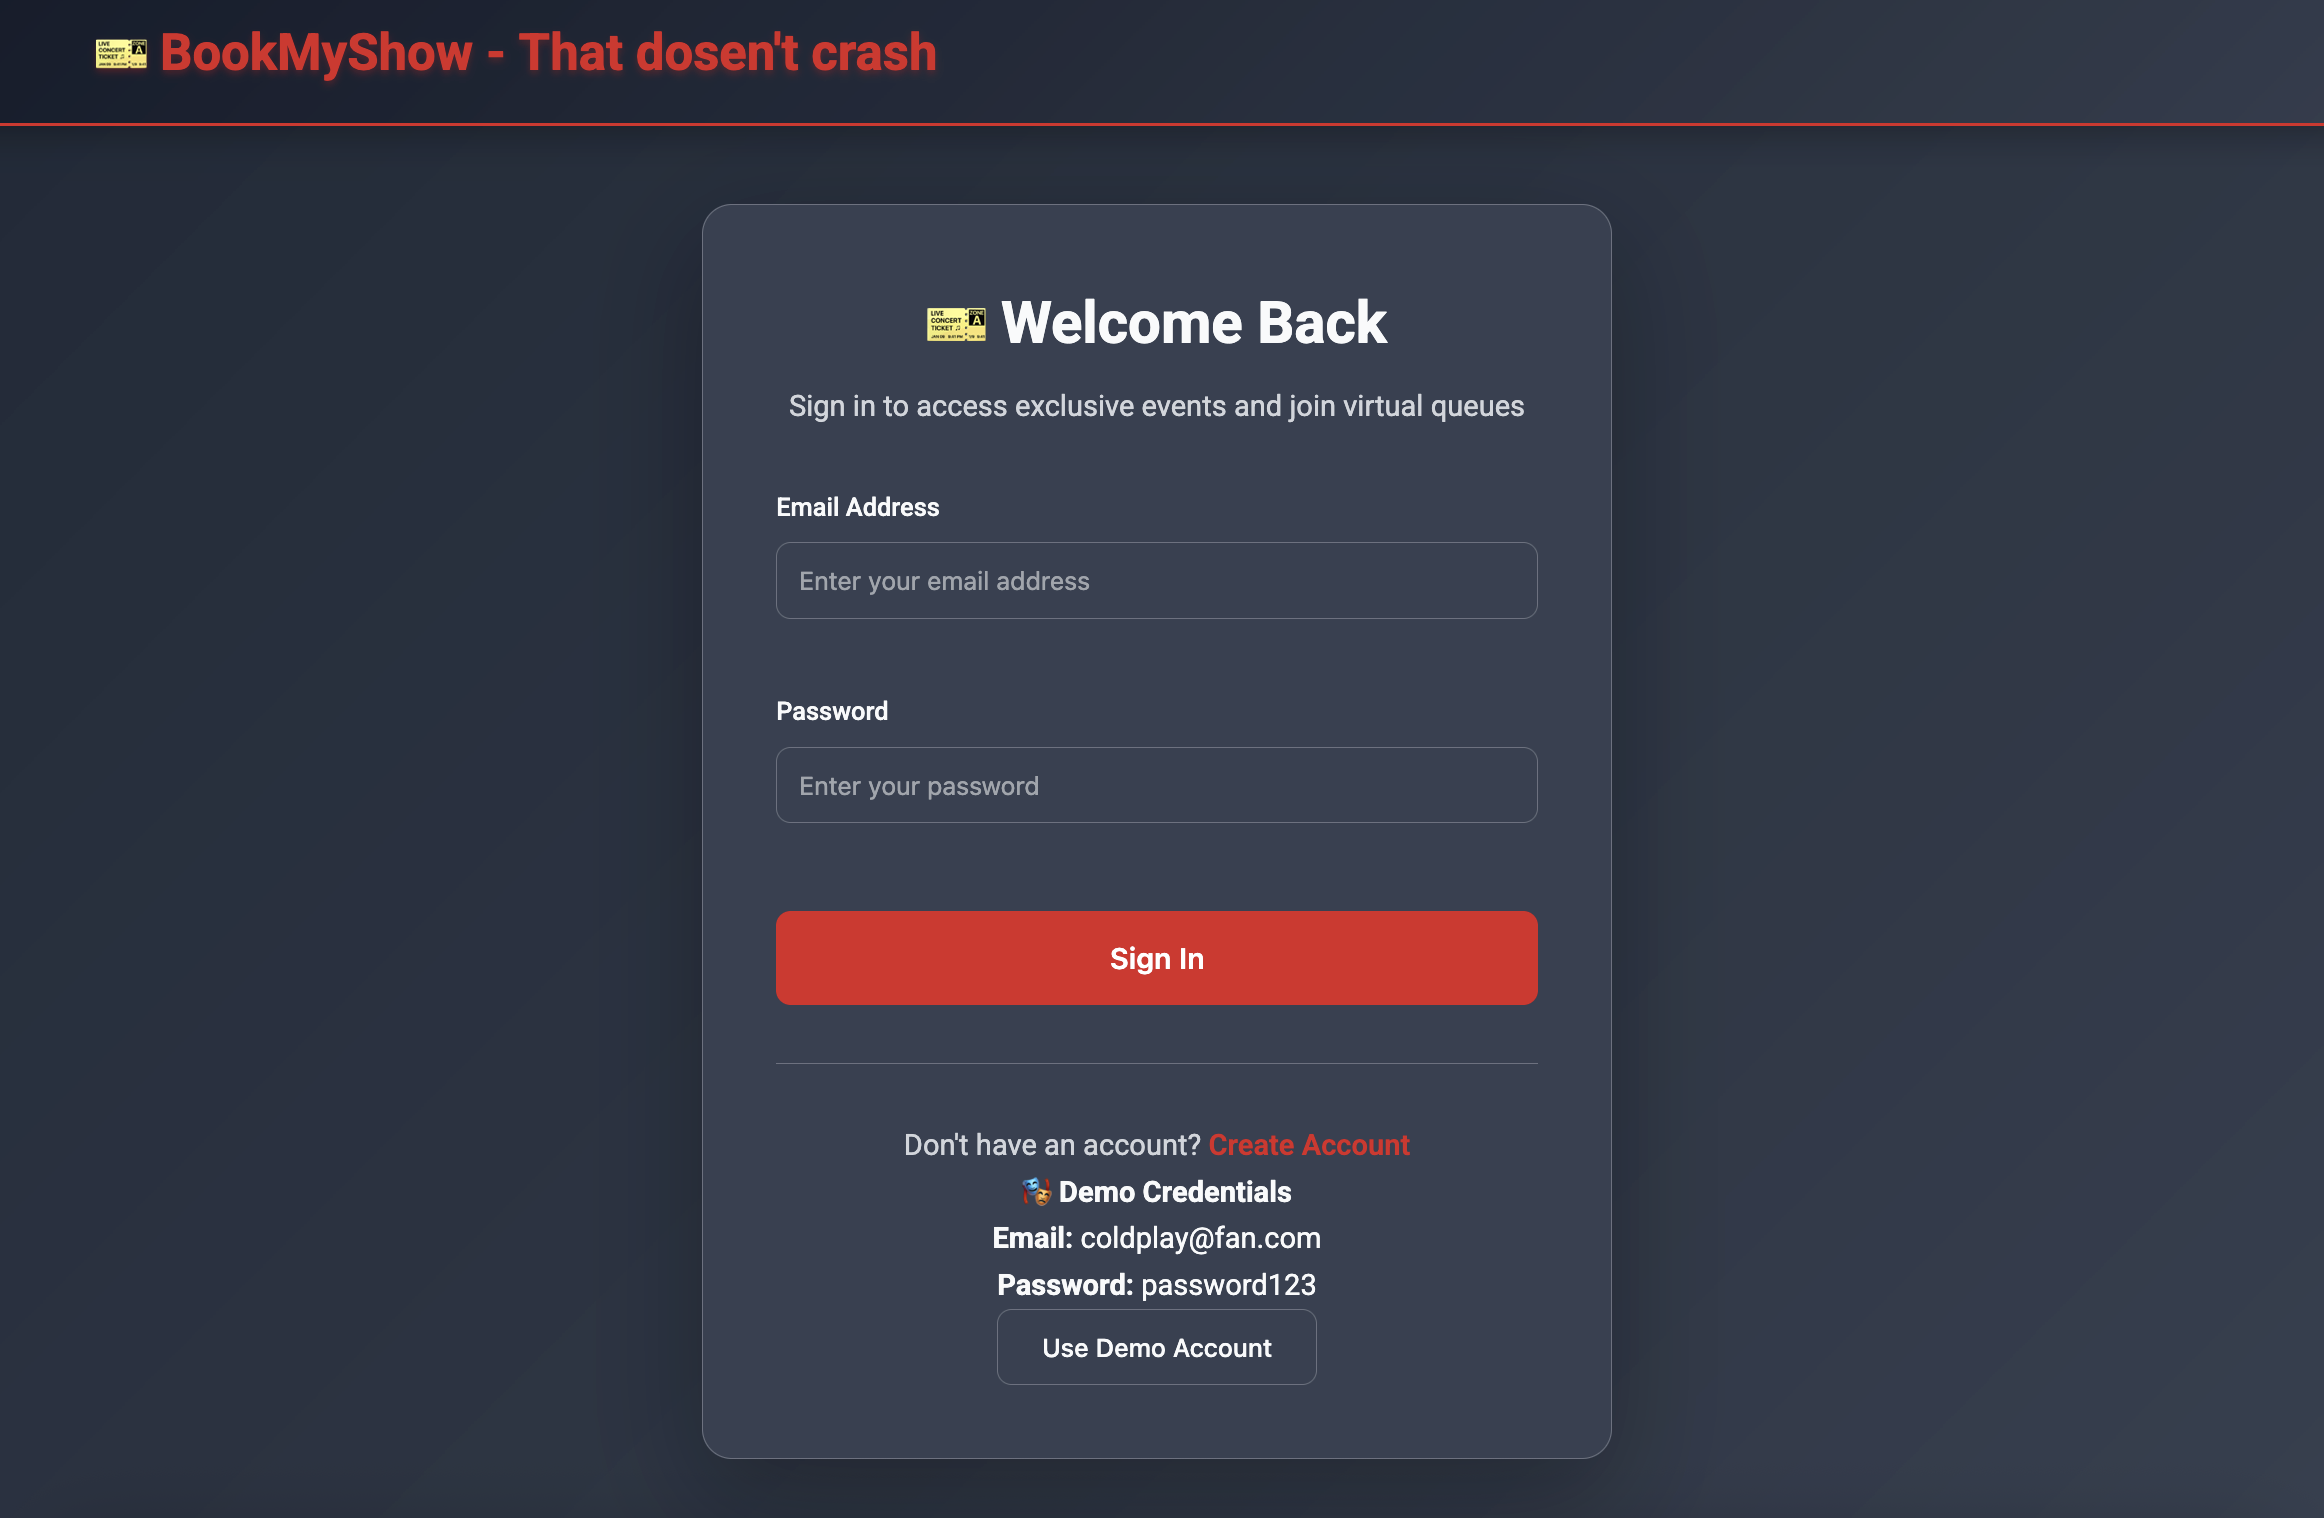 🎫 BookMyShow - That dosen't crash
🎫 Welcome Back
Sign in to access exclusive events and join virtual queues
Email Address
Enter your email address
Password
Enter your password
Sign In
Don't have an account? Create Account
🎭 Demo Credentials
Email: coldplay@fan.com
Password: password123
Use Demo Account